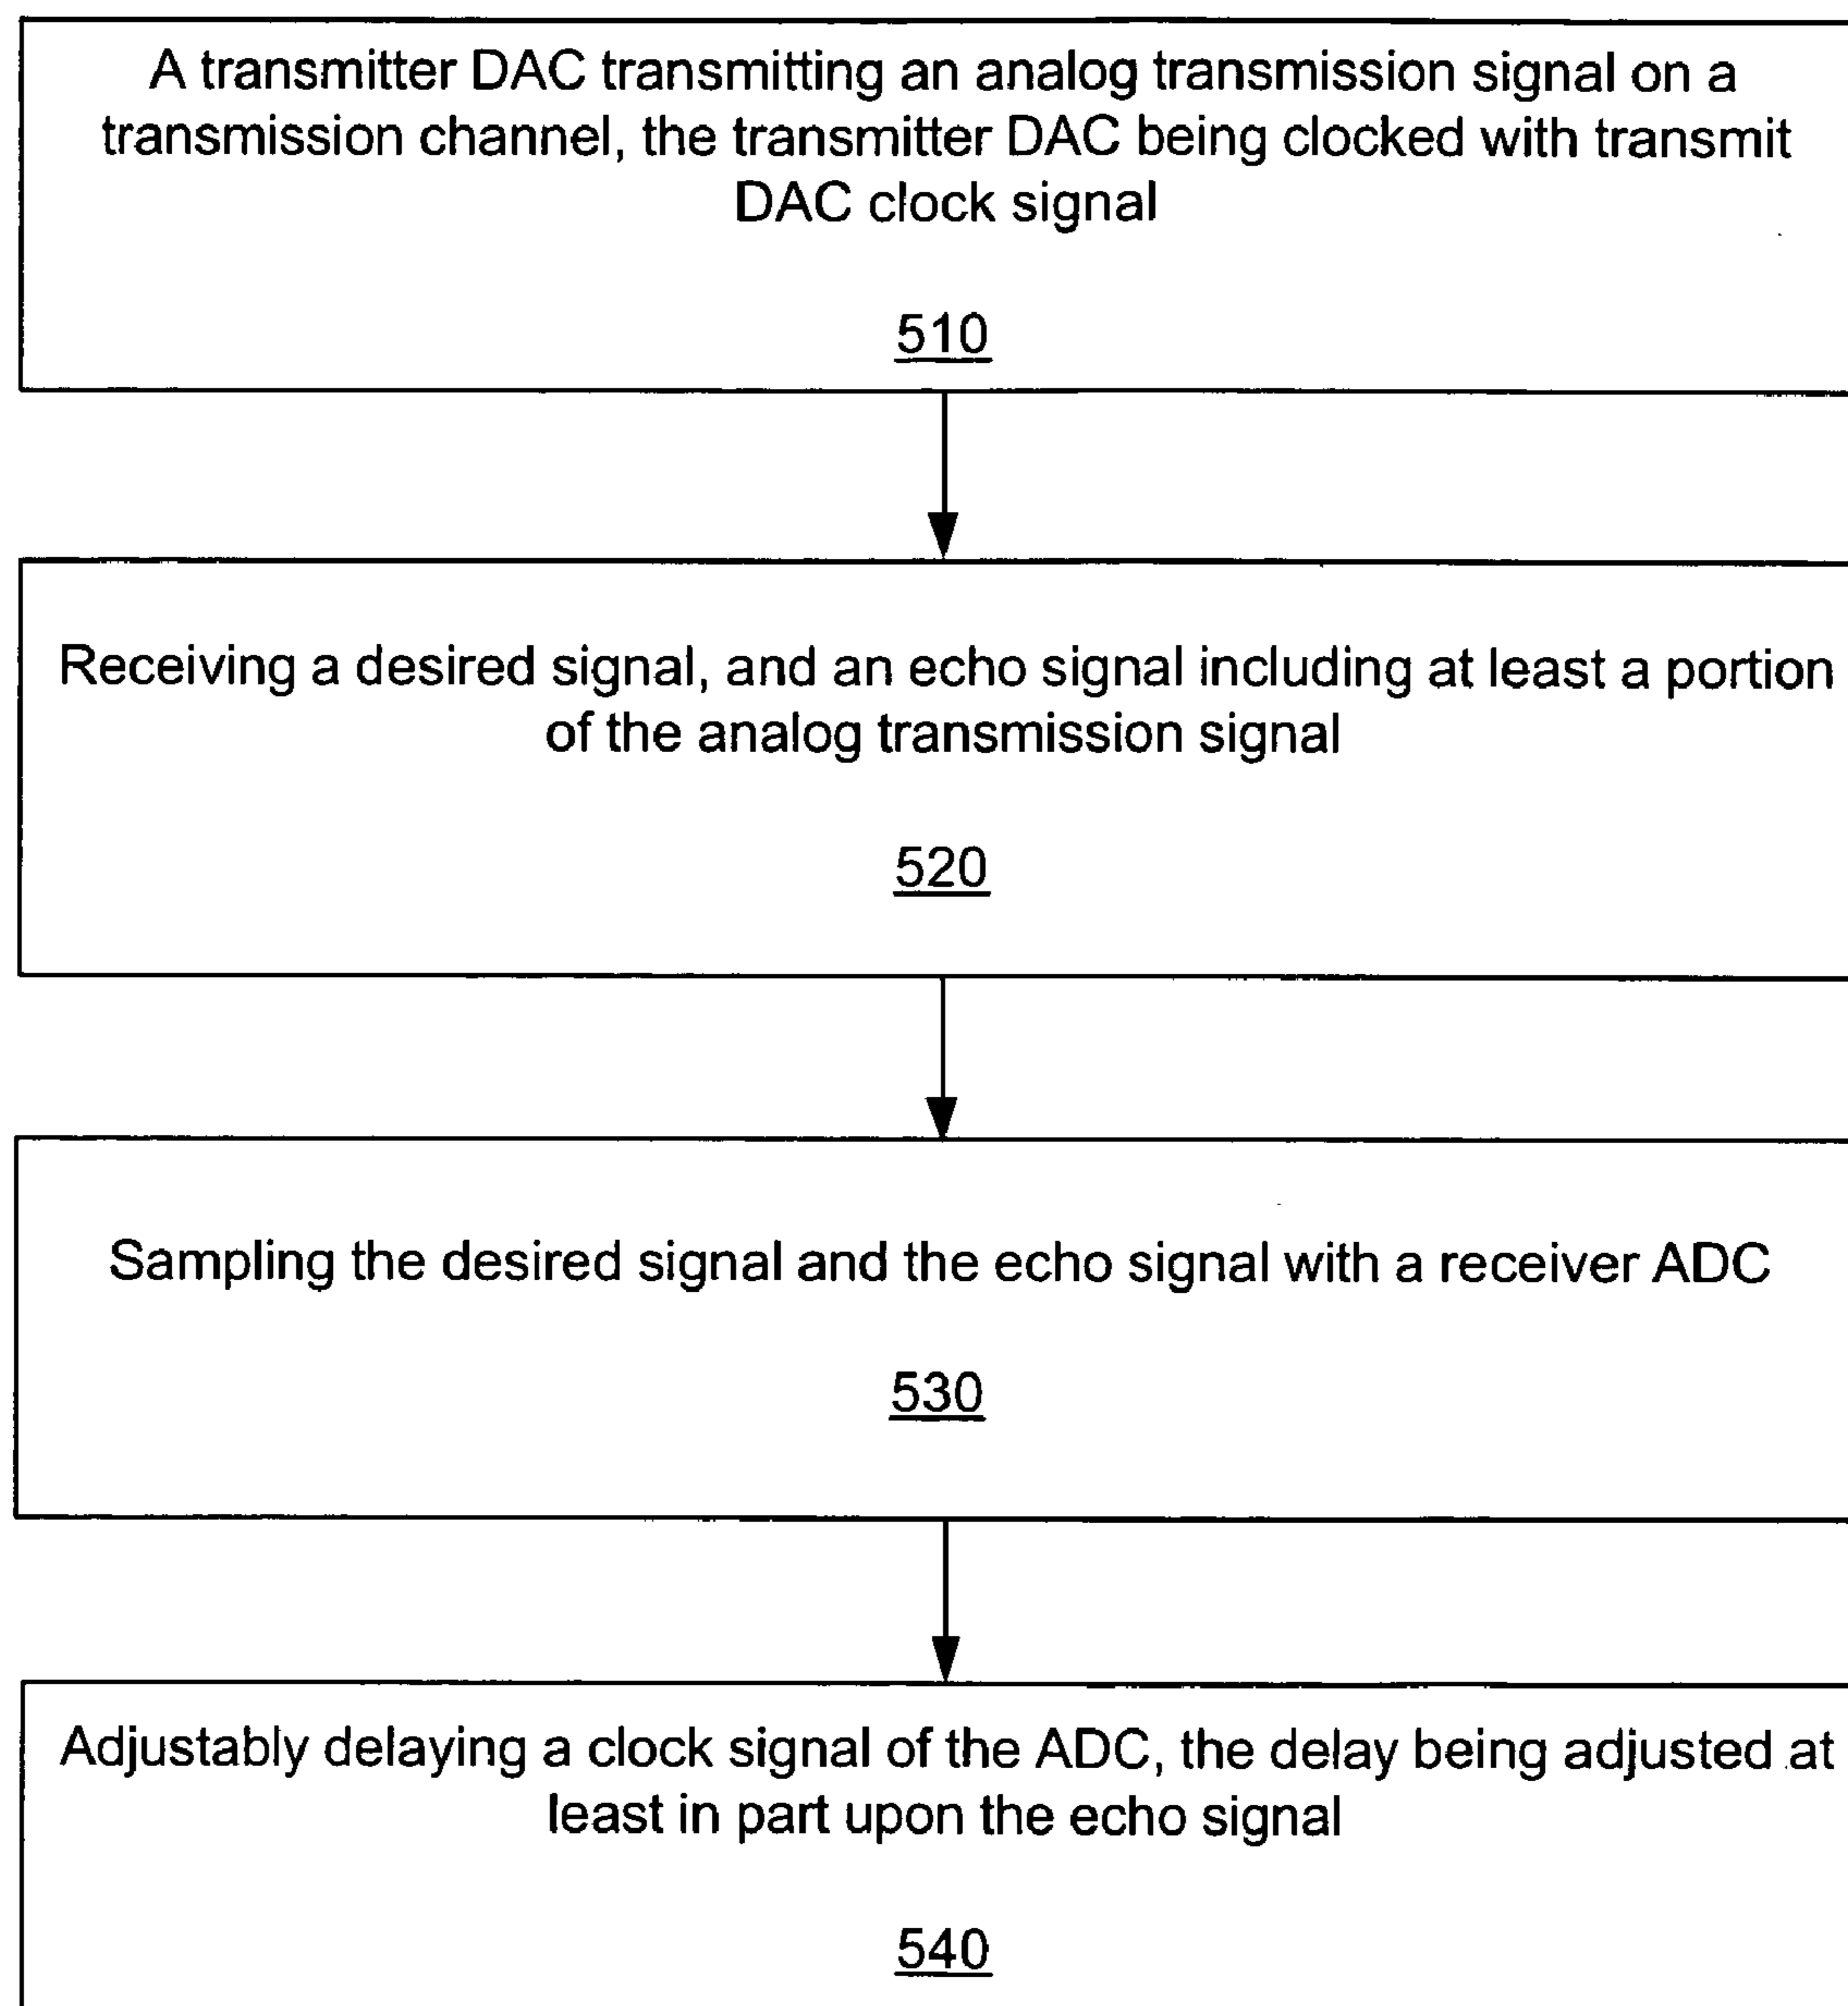 A transmitter DAC transmitting an analog transmission signal on a
transmission channel, the transmitter DAC being clocked with transmit
DAC clock signal
510
Receiving a desired signal, and an echo signal including at least a portion
of the analog transmission signal
520
Sampling the desired signal and the echo signal with a receiver ADC
530
Adjustably delaying a clock signal of the ADC, the delay being adjusted at
least in part upon the echo signal
540